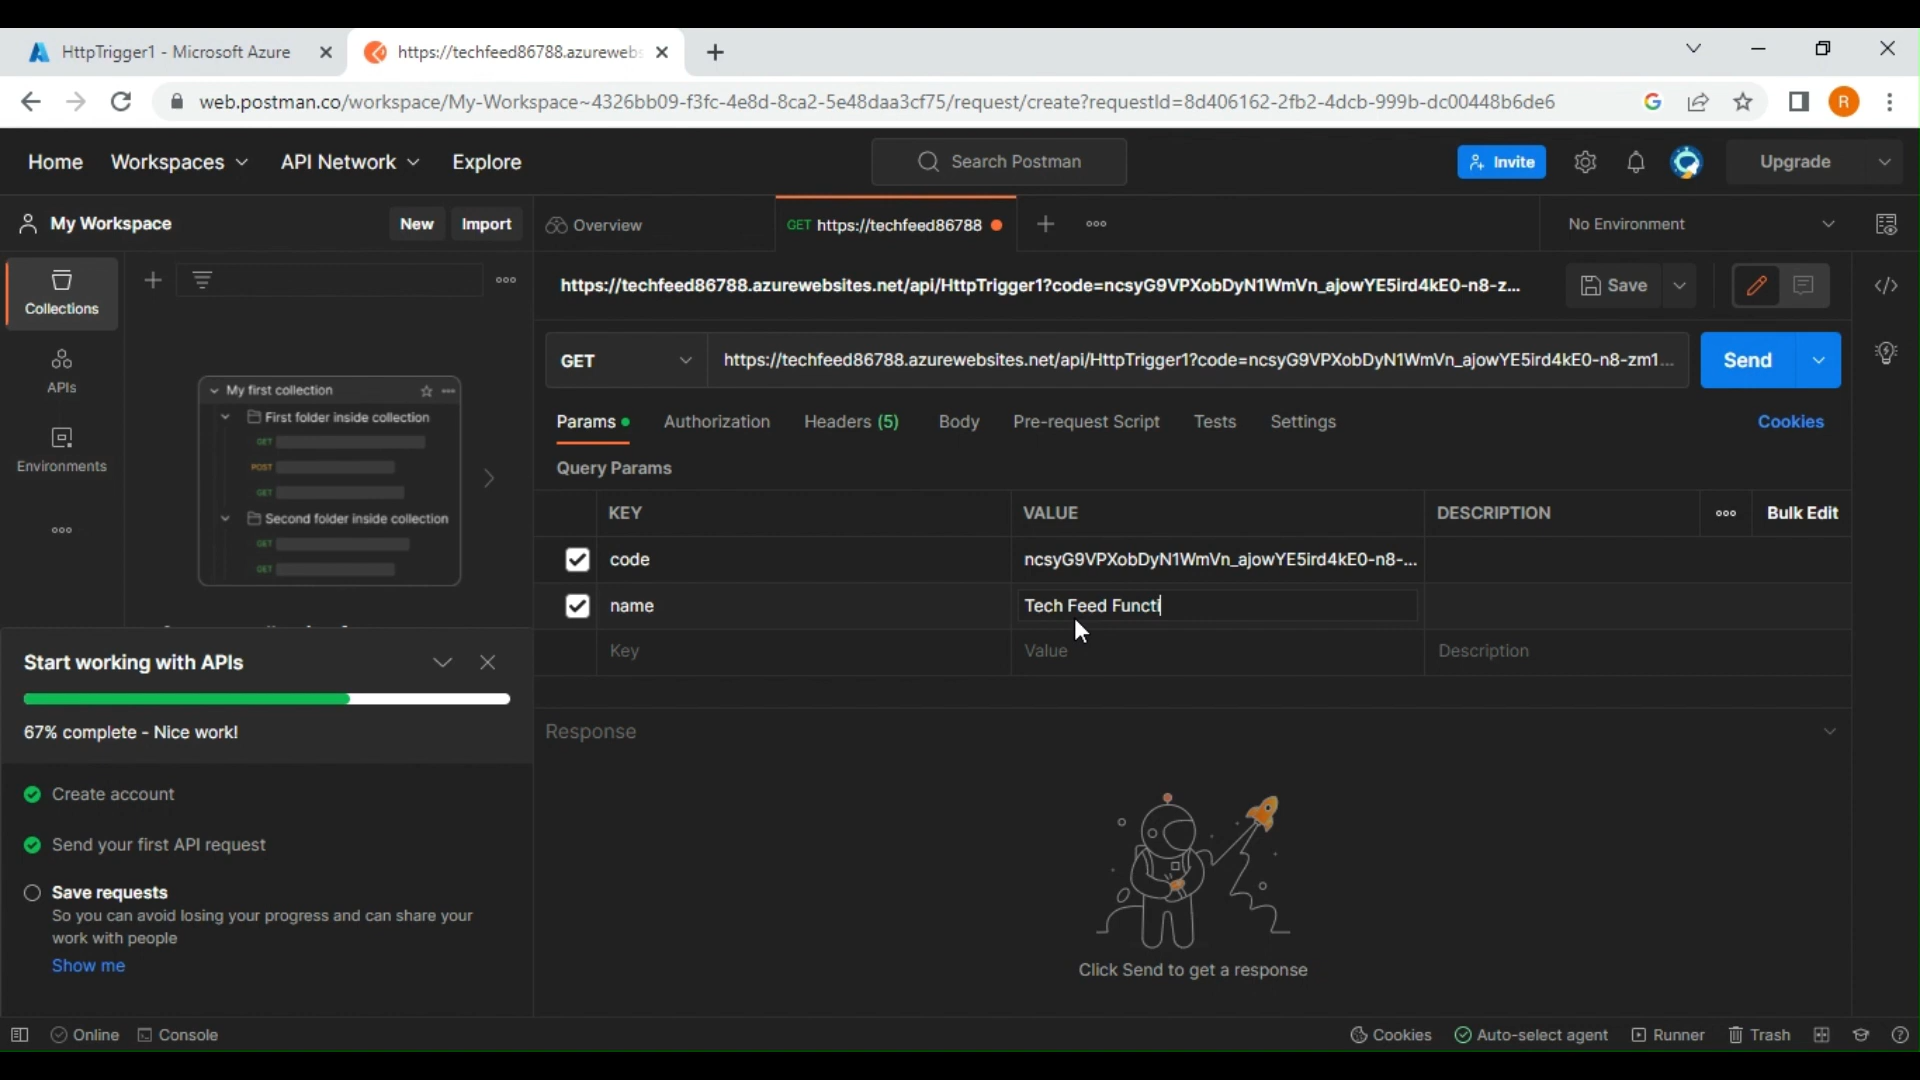 HttpTrigger1 - Microsoft Azure
https://techfeed86788.azurewebs
web.postman.co/workspace/My-Workspace~4326bb09-f3fc-4e8d-8ca2-5e48daa3cf75/request/create?requestId=8d406162-2fb2-4dcb-999b-dc00448b6de6
R
Home Workspaces API Network Explore
Search Postman
Invite
Upgrade
My Workspace
New Import
Overview
GET https://techfeed86788
No Environment
Collections
APIs
Environments
My first collection
First folder inside collection
GET
POST
GET
Second folder inside collection
GET
GET
https://techfeed86788.azurewebsites.net/api/HttpTrigger1?code=ncsyG9VPXobDyN1WmVn_ajowYE5ird4kE0-n8-z...
Save
GET
https://techfeed86788.azurewebsites.net/api/HttpTrigger1?code=ncsyG9VPXobDyN1WmVn_ajowYE5ird4kE0-n8-zm1...
Send
Params Authorization Headers (5) Body Pre-request Script Tests Settings
Cookies
Query Params
KEY VALUE DESCRIPTION Bulk Edit
code ncsyG9VPXobDyN1WmVn_ajowYE5ird4kE0-n8-...
name Tech Feed Functi
Key Value Description
Response
Click Send to get a response
Start working with APIs
67% complete - Nice work!
Create account
Send your first API request
Save requests
So you can avoid losing your progress and can share your
work with people
Show me
Online Console
Cookies Auto-select agent Runner Trash